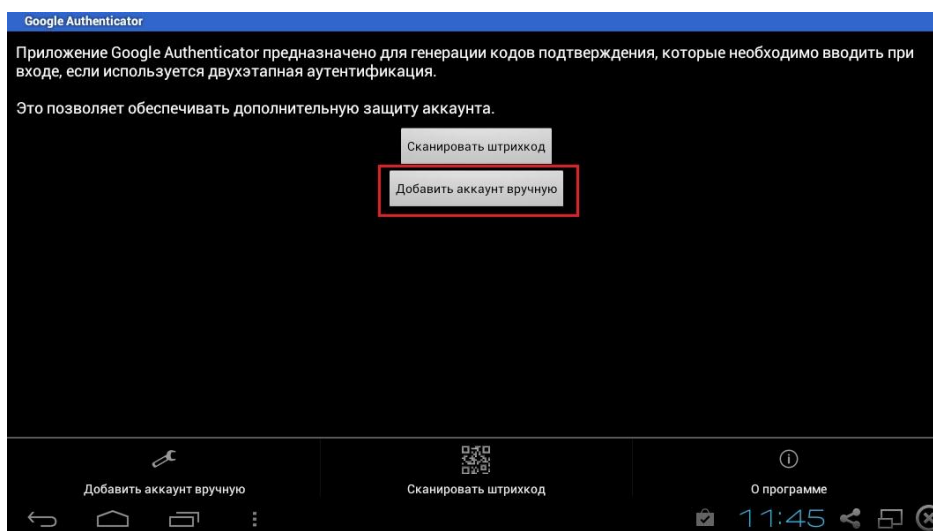 Google Authenticator
Приложение Google Authenticator предназначено для генерации кодов подтверждения, которые необходимо вводить при
входе, если используется двухэтапная аутентификация.
Это позволяет обеспечивать дополнительную защиту аккаунта.
Сканировать штрихкод
Добавить аккаунт вручную
Добавить аккаунт вручную
Сканировать штрихкод
О программе
11:45